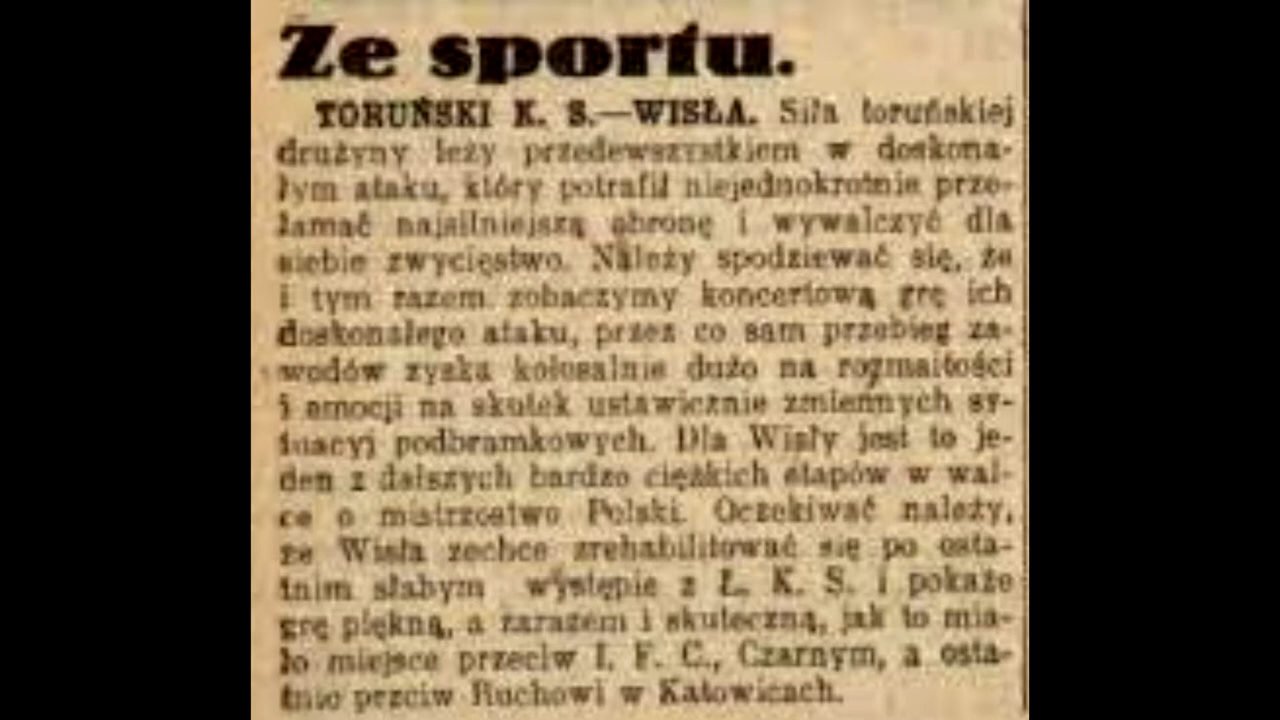 Ze sportu.
TORUŃSKI K. S.—WISŁA. Siła toruńskiej
drużyny leży przedewszystkiem w doskona-
łym ataku, który potrafił niejednokrotnie prze-
łamać najsilniejszą obronę i wywalczyć dla
siebie zwycięstwo. Należy spodziewać się, że
i tym razem zobaczymy koncertową grę ich
doskonałego ataku, przez co sam przebieg za-
wodów zyska kolosalnie dużo na rozmaitości
i emocji na skutek ustawicznie zmiennych sy-
tuacyj podbramkowych. Dla Wisły jest to je-
den z dalszych bardzo ciężkich etapów w wal-
ce o mistrzostwo Polski. Oczekiwać należy,
że Wisła zechce zrehabilitować się po osta-
tnim słabym występie z Ł. K. S. i pokaże
grę piękną, a zarazem i skuteczną, jak to mia-
ło miejsce przeciw I. F. C., Czarnym, a osta-
tnio przciw Ruchowi w Katowicach.